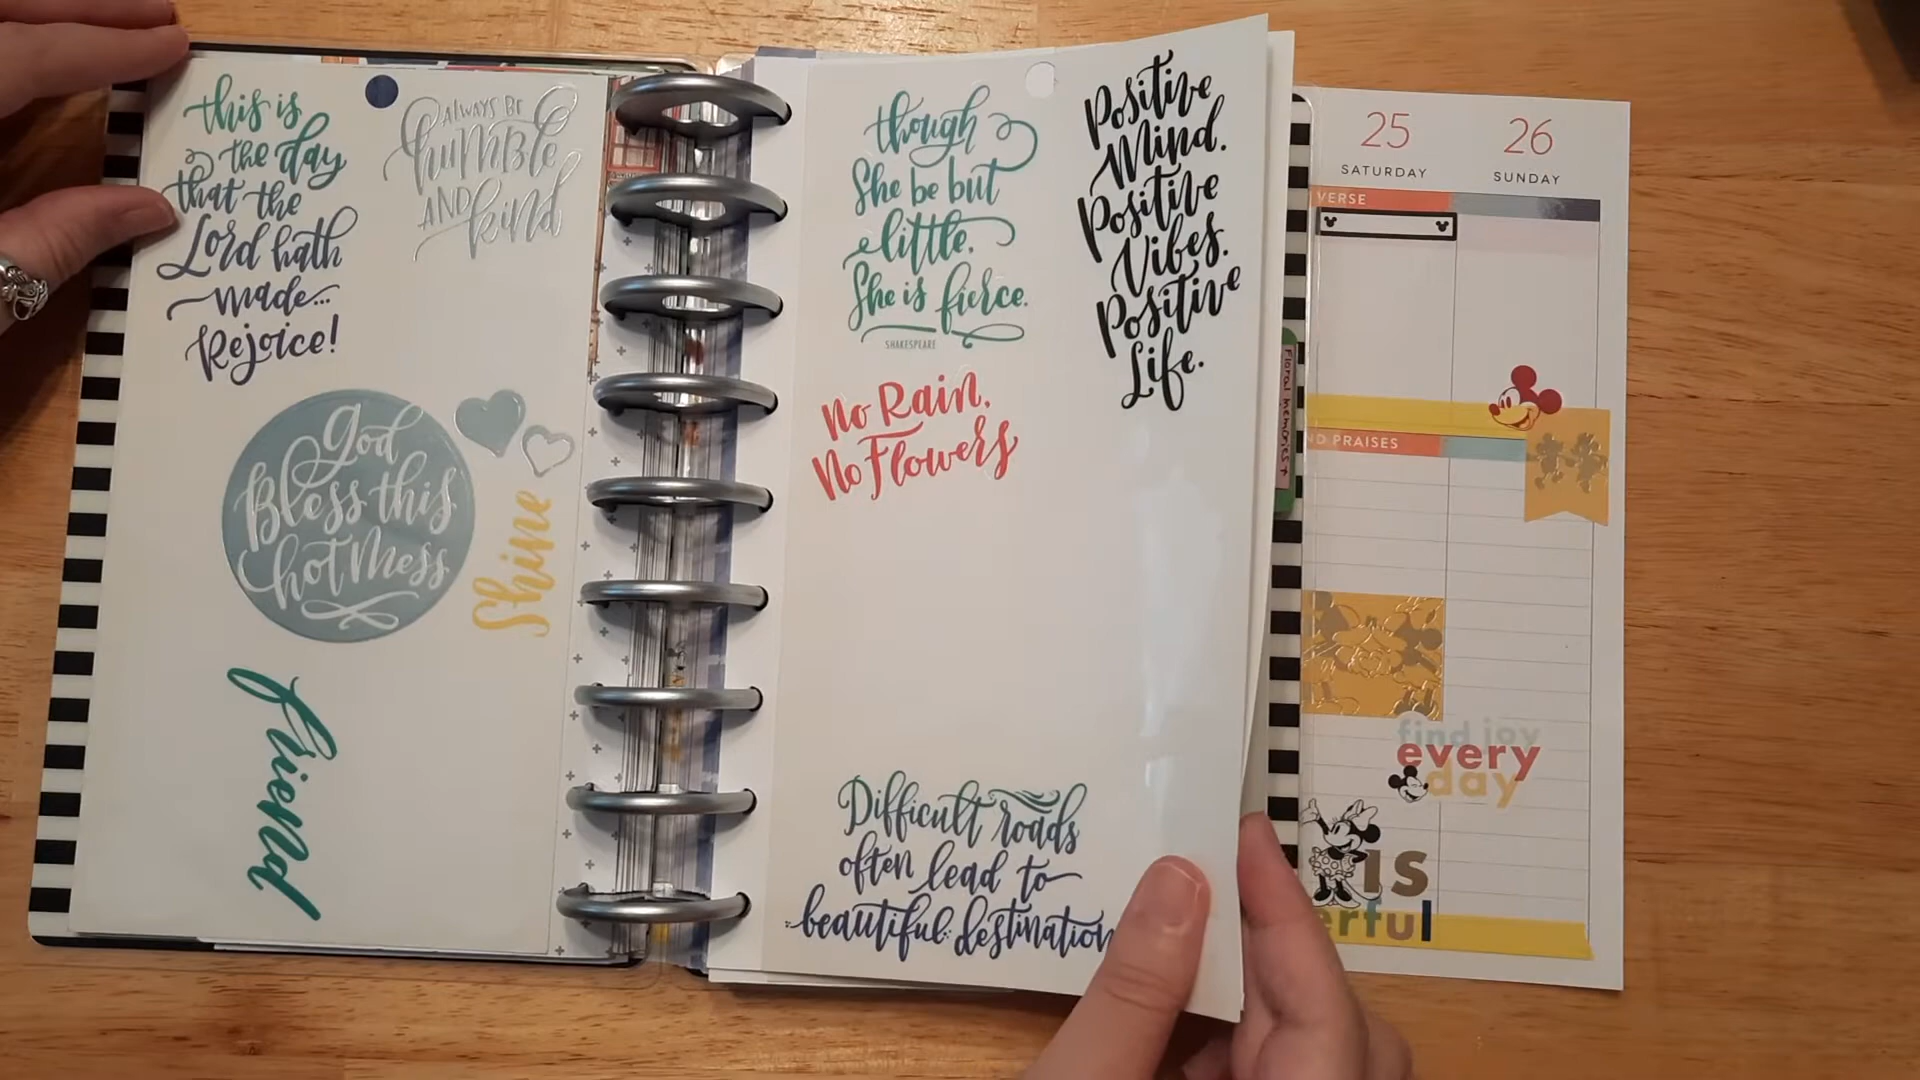 this is
the day
that the
Lord hath
made...
Rejoice!
ALWAYS BE
humble
AND kind
God
Bless this
hot mess
Shine
friend
though
She be but
little.
She is fierce.
SHAKESPEARE
Positive
Mind.
Positive
Vibes.
Positive
Life.
No Rain.
No Flowers
Difficult roads
often lead to
beautiful destination
Floral memories +
25
SATURDAY
26
SUNDAY
VERSE
ND PRAISES
find joy
every
day
is
erful